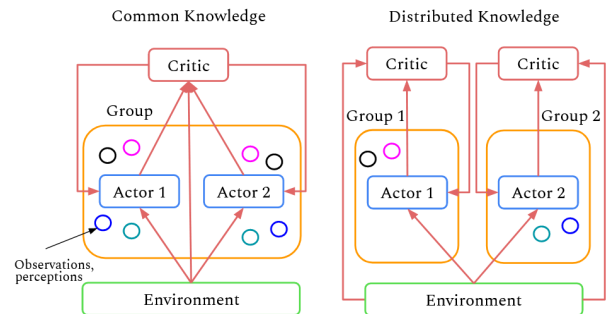 Common Knowledge
Critic
Group
Actor 1
Actor 2
Observations,
perceptions
Environment
Distributed Knowledge
Critic
Critic
Group 1
Group 2
Actor 1
Actor 2
Environment